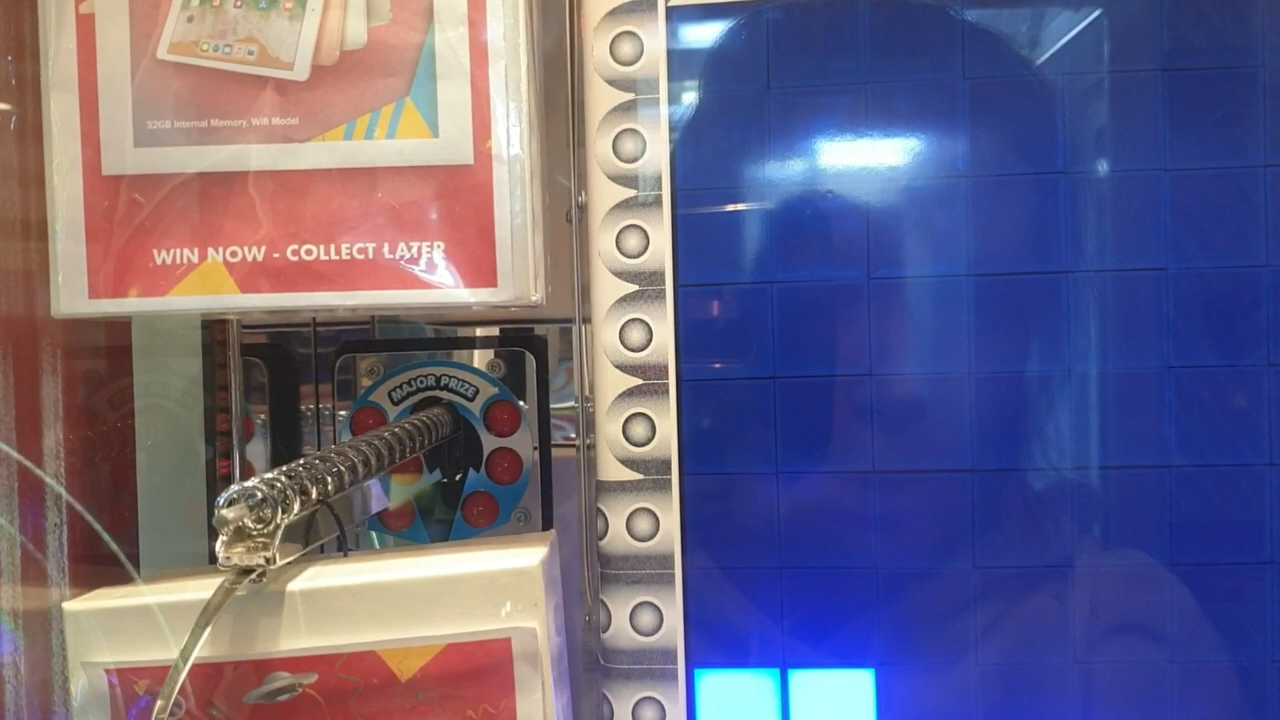 32GB Internal Memory, Wifi Model
WIN NOW - COLLECT LATER
MAJOR PRIZE